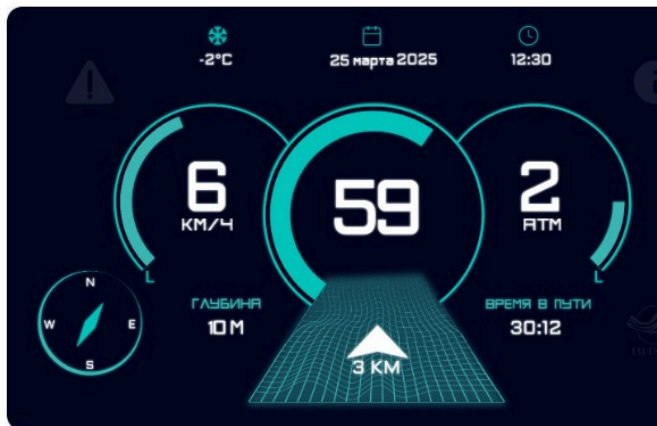 -2°C
25 марта 2025
12:30
6
КМ/Ч
59
2
АТМ
L
L
N
W
E
S
ГЛУБИНА
10 М
3 КМ
ВРЕМЯ В ПУТИ
30:12